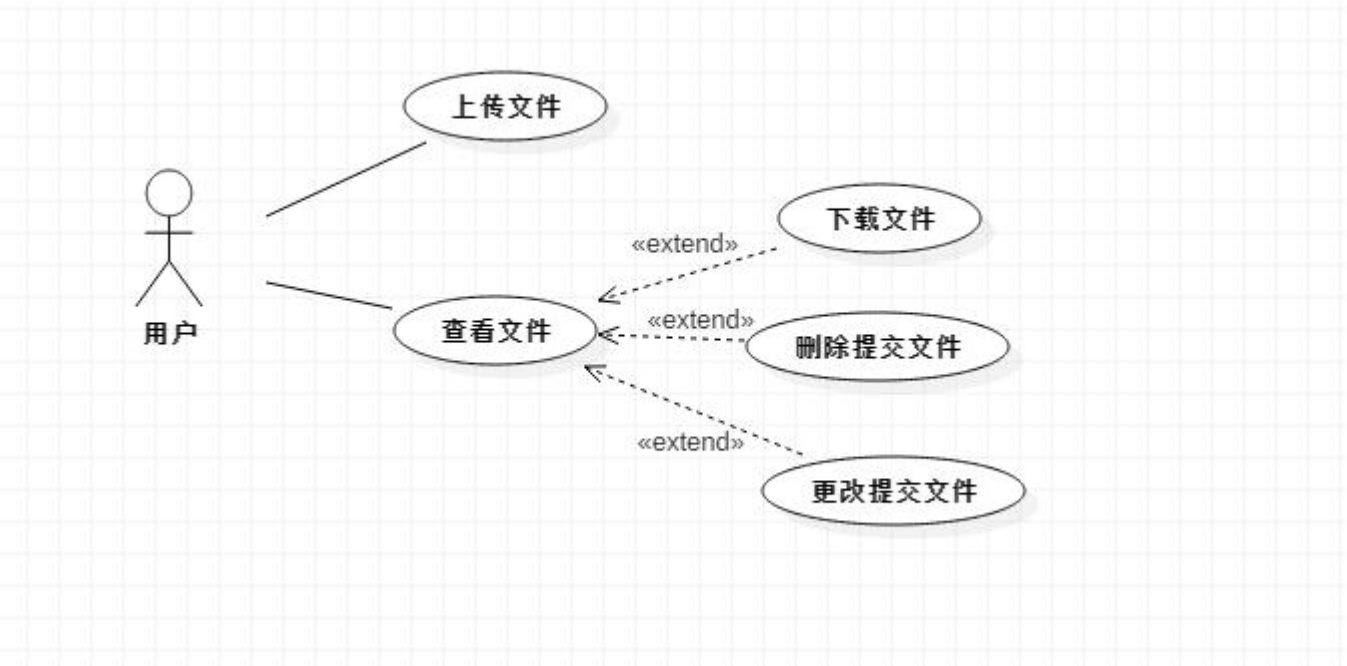 上传文件
下载文件
«extend»
«extend»
用户
查看文件
删除提交文件
«extend»
更改提交文件